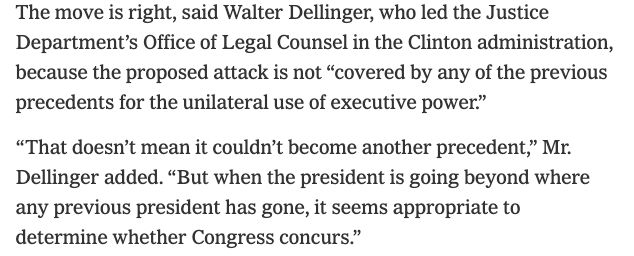 The move is right, said Walter Dellinger, who led the Justice
Department’s Office of Legal Counsel in the Clinton administration,
because the proposed attack is not “covered by any of the previous
precedents for the unilateral use of executive power.”
“That doesn’t mean it couldn’t become another precedent,” Mr.
Dellinger added. “But when the president is going beyond where
any previous president has gone, it seems appropriate to
determine whether Congress concurs.”